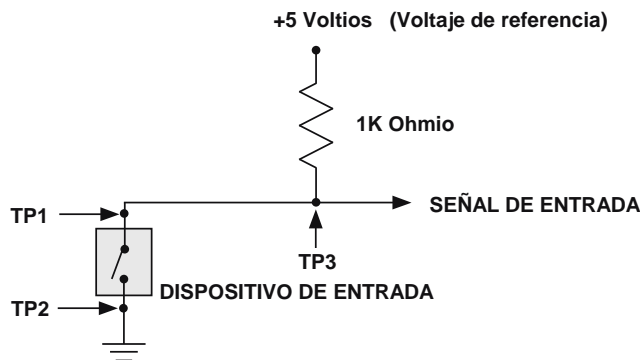 +5 Voltios (Voltaje de referencia)
1K Ohmio
SEÑAL DE ENTRADA
TP1
TP3
DISPOSITIVO DE ENTRADA
TP2